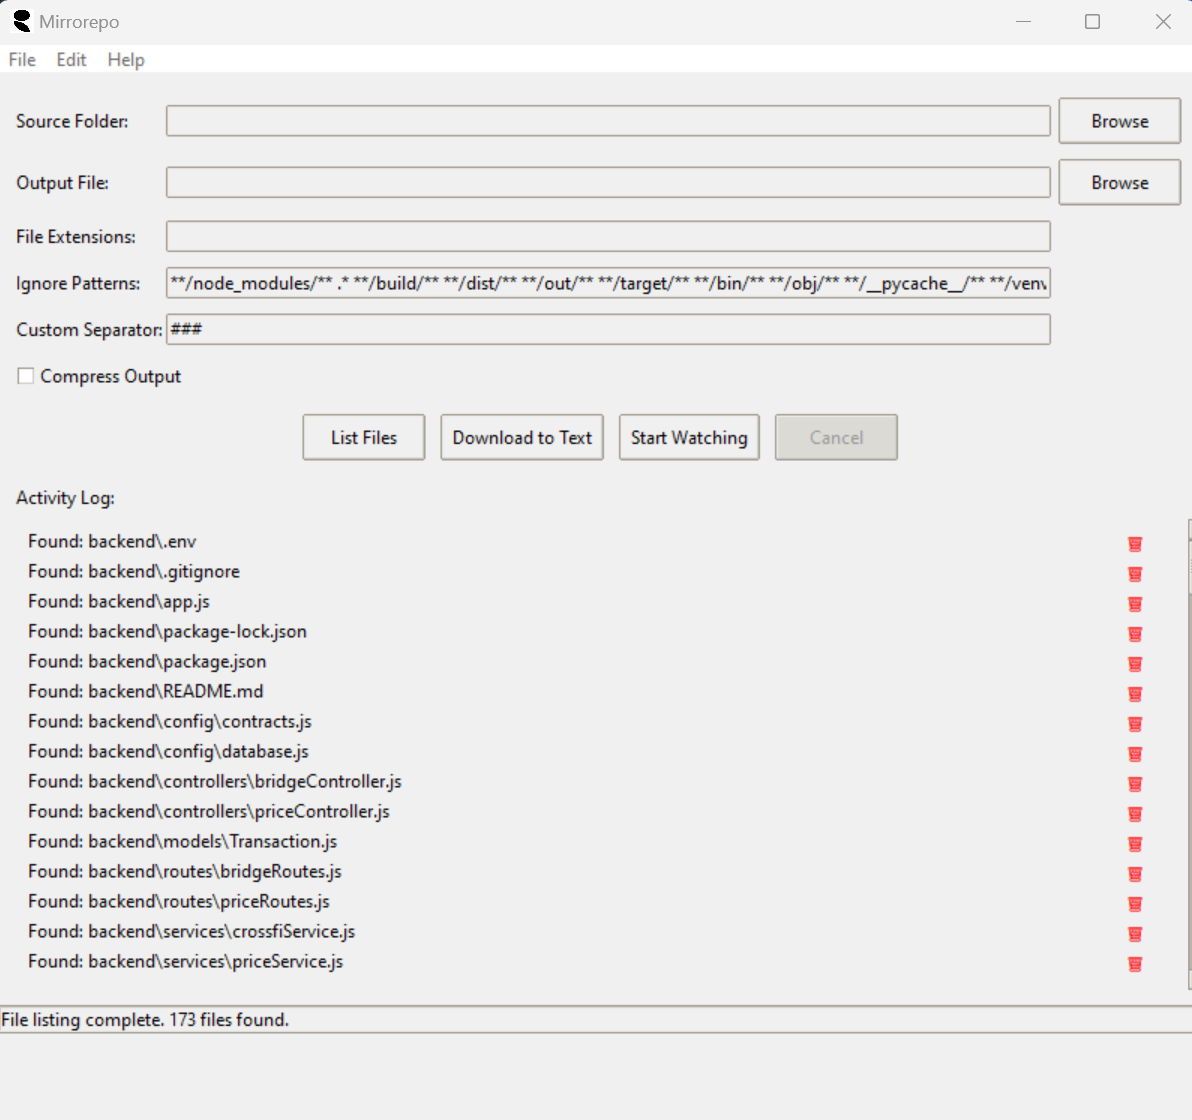 Mirrorepo
File Edit Help
Source Folder: Browse
Output File: Browse
File Extensions:
Ignore Patterns: **/node_modules/** .* **/build/** **/dist/** **/out/** **/target/** **/bin/** **/obj/** **/__pycache__/** **/venv
Custom Separator: ###
Compress Output
List Files Download to Text Start Watching Cancel
Activity Log:
Found: backend\.env
Found: backend\.gitignore
Found: backend\app.js
Found: backend\package-lock.json
Found: backend\package.json
Found: backend\README.md
Found: backend\config\contracts.js
Found: backend\config\database.js
Found: backend\controllers\bridgeController.js
Found: backend\controllers\priceController.js
Found: backend\models\Transaction.js
Found: backend\routes\bridgeRoutes.js
Found: backend\routes\priceRoutes.js
Found: backend\services\crossfiService.js
Found: backend\services\priceService.js
File listing complete. 173 files found.